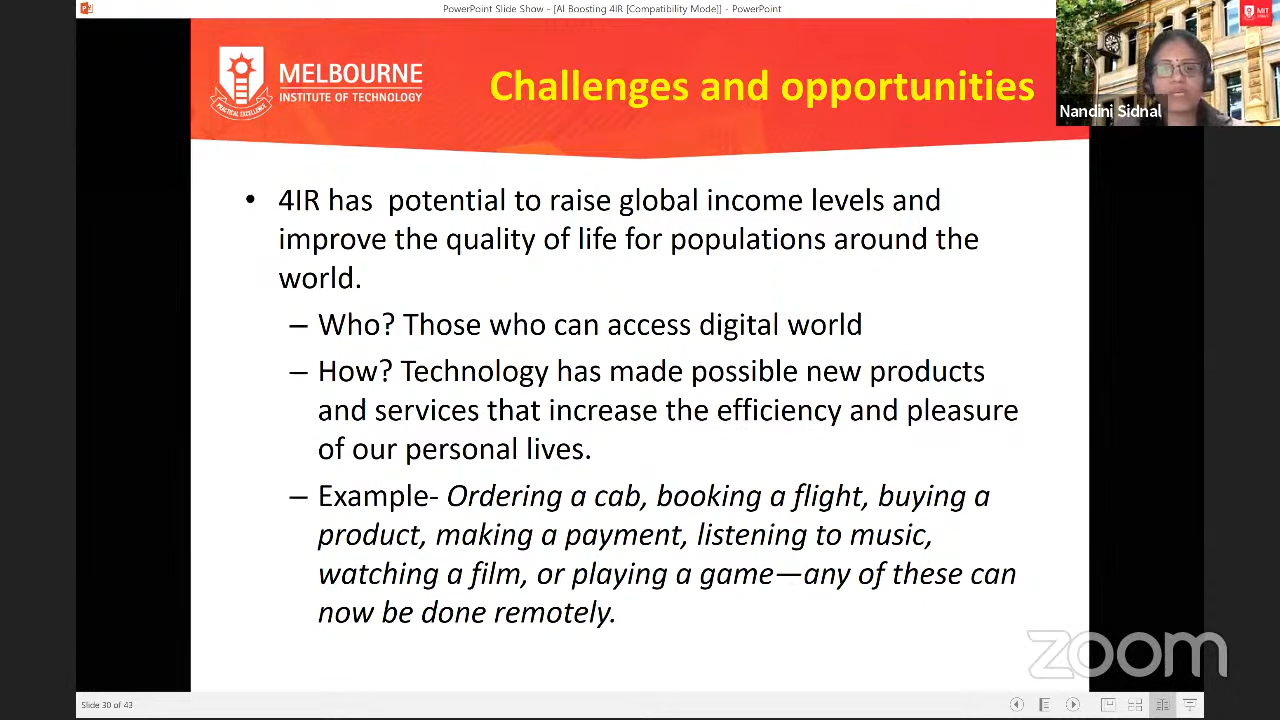 PowerPoint Slide Show - [AI Boosting 4IR [Compatibility Mode]] - PowerPoint
MIT
MELBOURNE
INSTITUTE OF TECHNOLOGY
PRACTICAL EXCELLENCE
Challenges and opportunities
Nandini Sidnal
• 4IR has  potential to raise global income levels and
improve the quality of life for populations around the
world.
– Who? Those who can access digital world
– How? Technology has made possible new products
and services that increase the efficiency and pleasure
of our personal lives.
– Example- Ordering a cab, booking a flight, buying a
product, making a payment, listening to music,
watching a film, or playing a game—any of these can
now be done remotely.
zoom
Slide 30 of 43